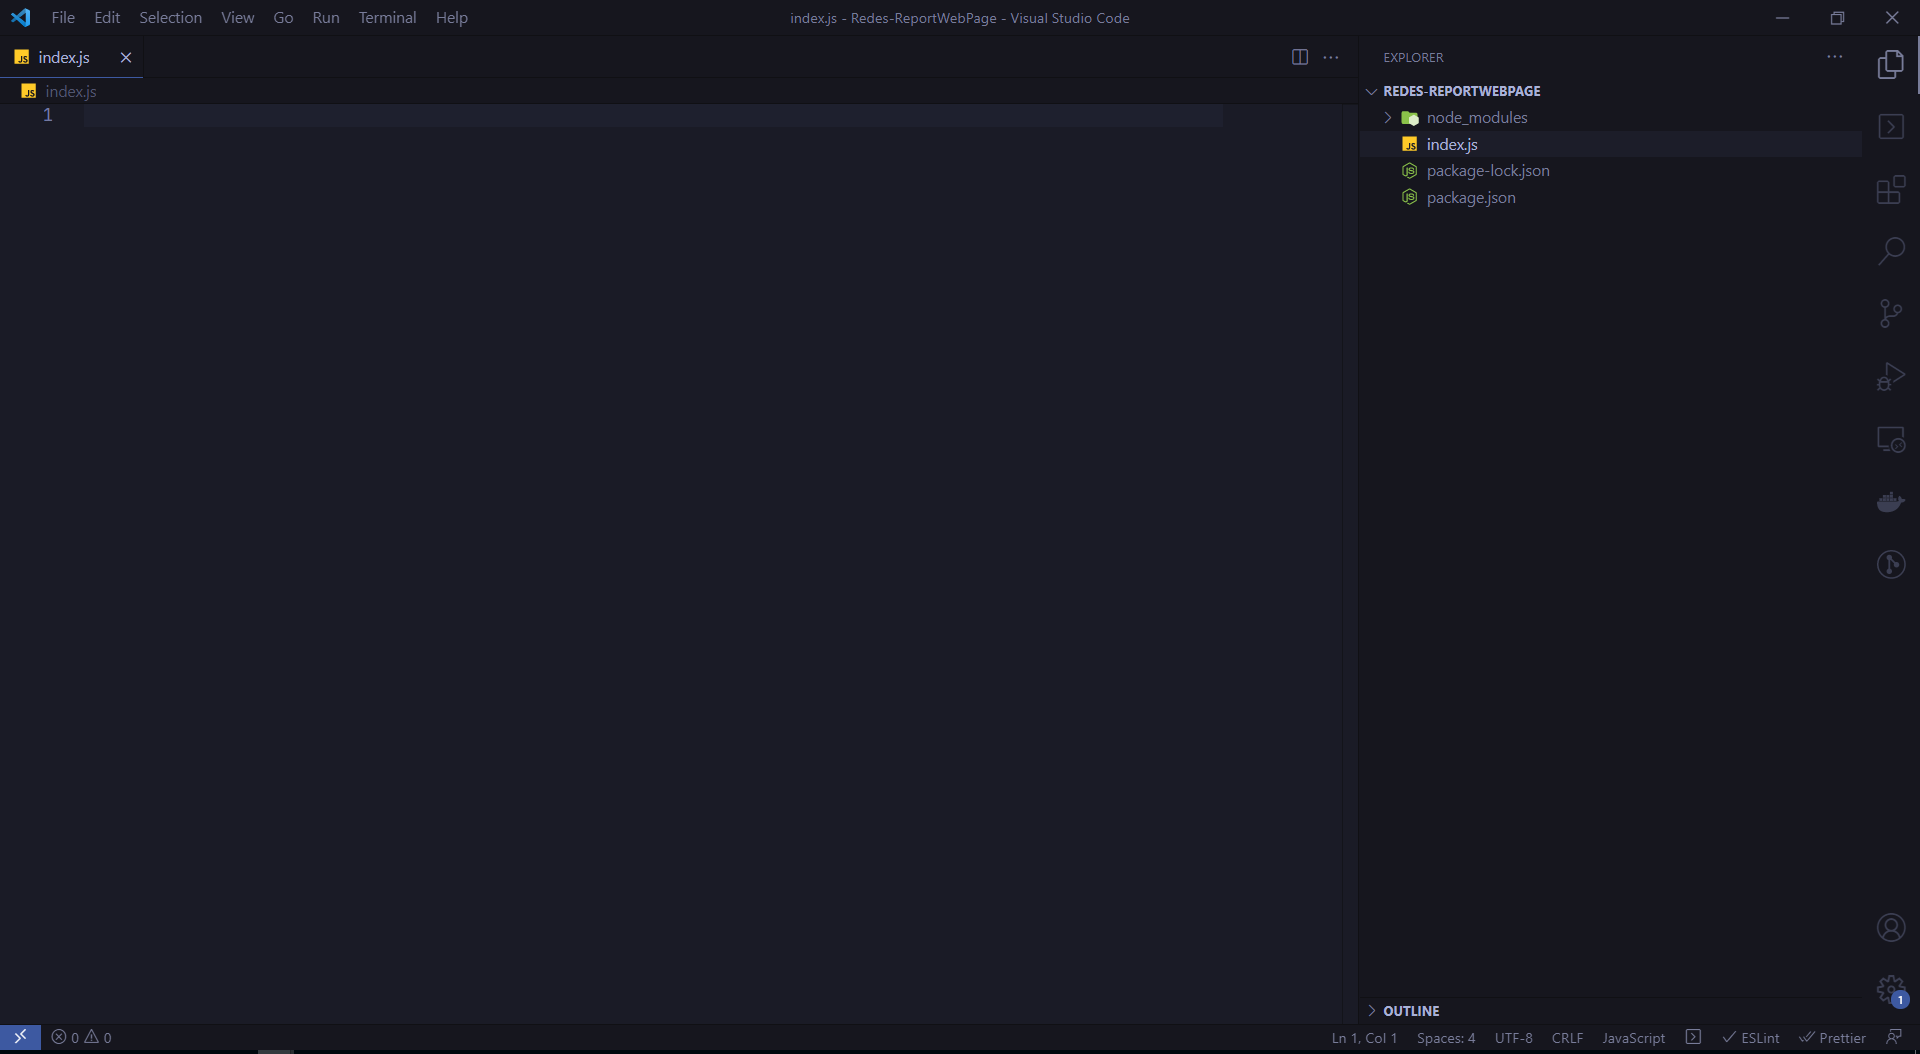 File Edit Selection View Go Run Terminal Help
index.js - Redes-ReportWebPage - Visual Studio Code
JS index.js
JS index.js
1
EXPLORER
REDES-REPORTWEBPAGE
node_modules
JS index.js
JS package-lock.json
JS package.json
OUTLINE
1
0 0
Ln 1, Col 1 Spaces: 4 UTF-8 CRLF JavaScript ESLint Prettier